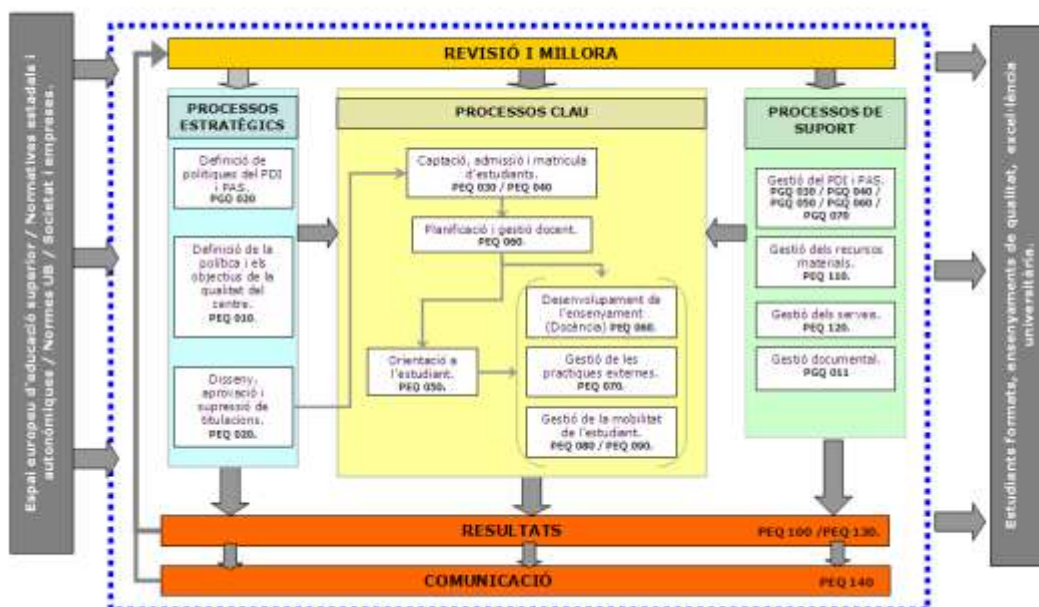 Espai europeu d'educació superior / Normatives estadals i
autonòmiques / Normes UB / Societat i empreses.
REVISIÓ I MILLORA
PROCESSOS
ESTRATÈGICS
Definició de
polítiques del PDI
i PAS.
PGQ 020
Definició de la
política i els
objectius de la
qualitat del
centre.
PEQ 010.
Disseny,
aprovació i
supressió de
titulacions.
PEQ 020.
PROCESSOS CLAU
Captació, admissió i matrícula
d'estudiants.
PEQ 030 / PEQ 040
Planificació i gestió docent.
PEQ 060.
Desenvolupament de
l'ensenyament
(Docència) PEQ 060.
Orientació a
l'estudiant.
PEQ 050.
Gestió de les
pràctiques externes.
PEQ 070.
Gestió de la mobilitat
de l'estudiant.
PEQ 080 / PEQ 090.
PROCESSOS DE
SUPORT
Gestió del PDI i PAS.
PGQ 030 / PGQ 040 /
PGQ 050 / PGQ 060 /
PGQ 070
Gestió dels recursos
materials.
PEQ 110.
Gestió dels serveis.
PEQ 120.
Gestió documental.
PGQ 011
RESULTATS
PEQ 100 /PEQ 130.
COMUNICACIÓ
PEQ 140
Estudiants formats, ensenyaments de qualitat, excel·lència
universitària.